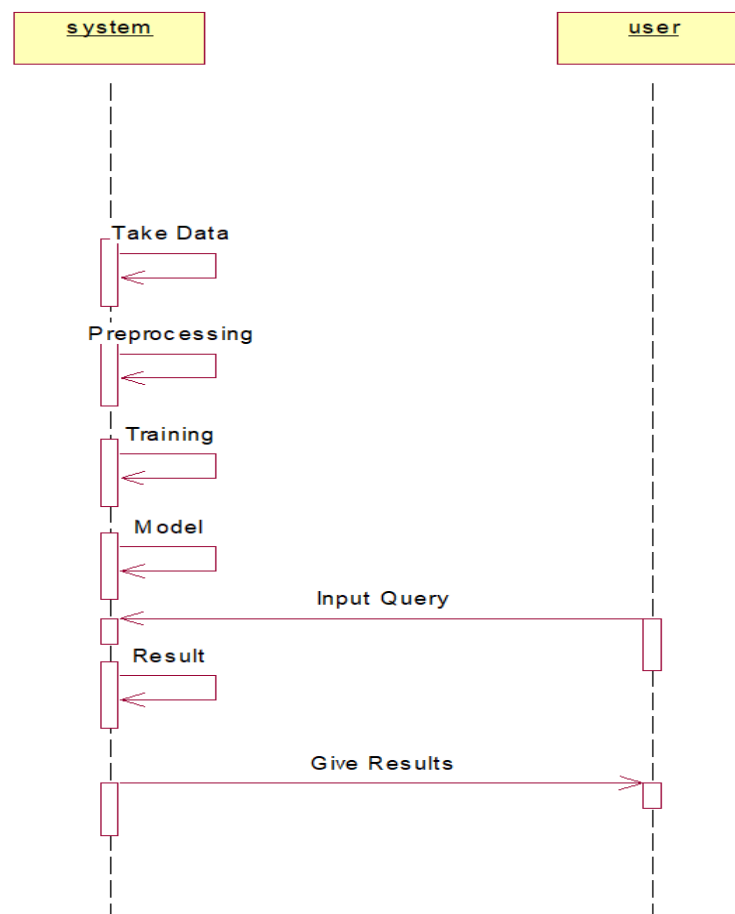 system
user
Take Data
Preprocessing
Training
Model
Input Query
Result
Give Results